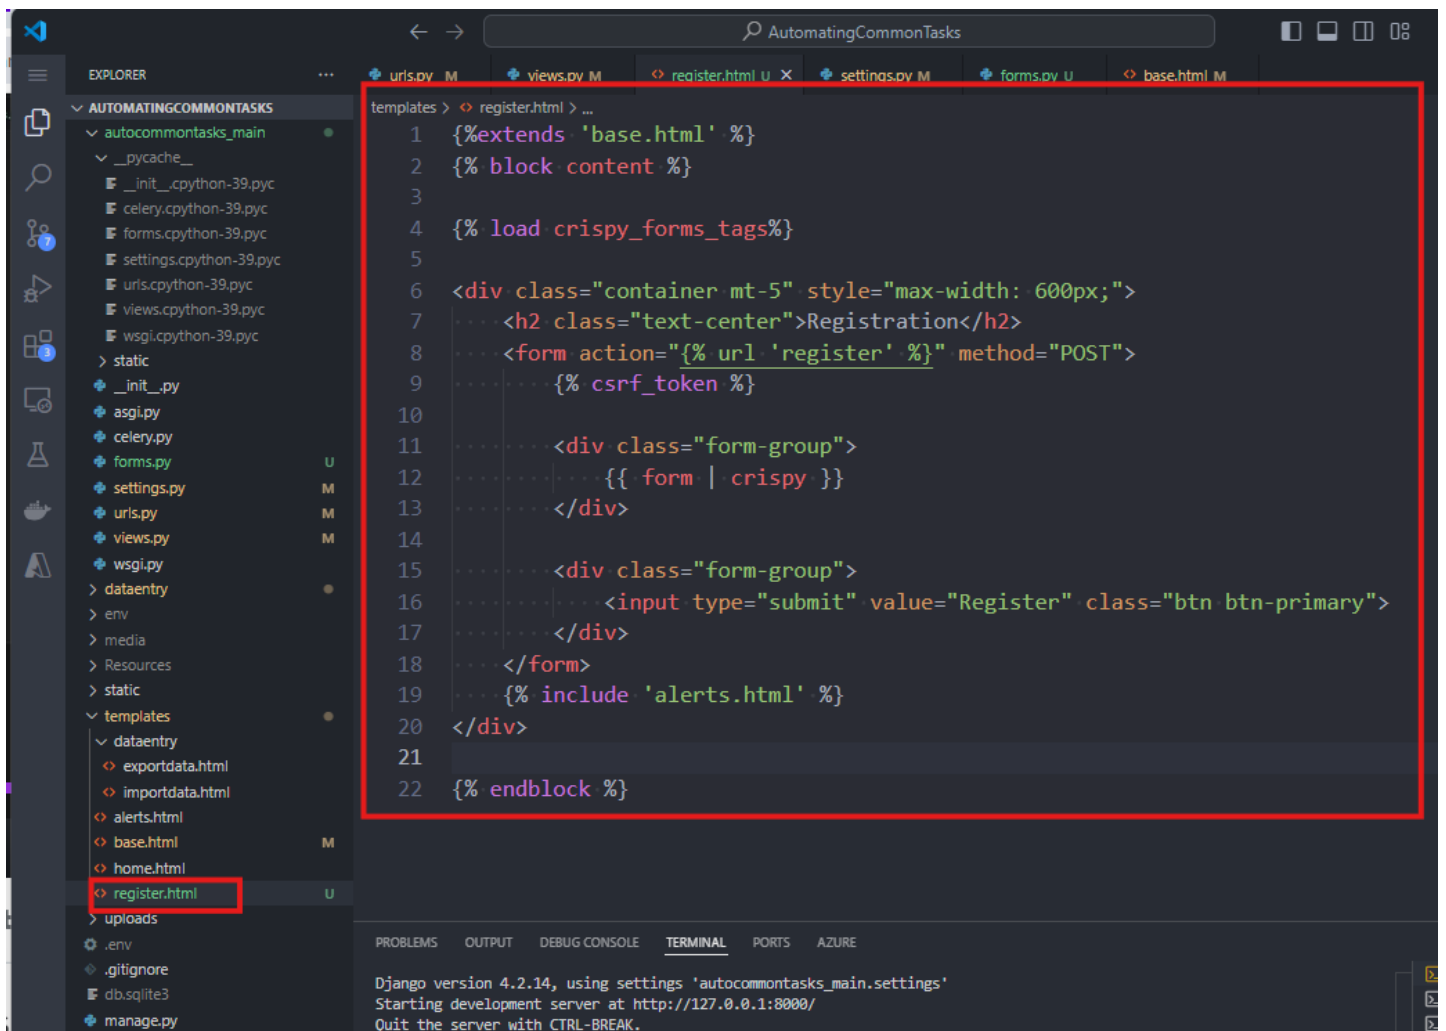 AutomatingCommonTasks
EXPLORER
urls.py M
views.py M
register.html U
settings.py M
forms.py U
base.html M
AUTOMATINGCOMMONTASKS
autocommontasks_main
__pycache__
__init__.cpython-39.pyc
celery.cpython-39.pyc
forms.cpython-39.pyc
settings.cpython-39.pyc
urls.cpython-39.pyc
views.cpython-39.pyc
wsgi.cpython-39.pyc
static
__init__.py
asgi.py
celery.py
forms.py U
settings.py M
urls.py M
views.py M
wsgi.py
dataentry
env
media
Resources
static
templates
dataentry
exportdata.html
importdata.html
alerts.html
base.html M
home.html
register.html U
uploads
.env
.gitignore
db.sqlite3
manage.py
7
3
templates > register.html > ...
1 {%extends 'base.html' %}
2 {% block content %}
3
4 {% load crispy_forms_tags%}
5
6 <div class="container mt-5" style="max-width: 600px;">
7 <h2 class="text-center">Registration</h2>
8 <form action="{% url 'register' %}" method="POST">
9 {% csrf_token %}
10
11 <div class="form-group">
12 {{ form | crispy }}
13 </div>
14
15 <div class="form-group">
16 <input type="submit" value="Register" class="btn btn-primary">
17 </div>
18 </form>
19 {% include 'alerts.html' %}
20 </div>
21
22 {% endblock %}
PROBLEMS OUTPUT DEBUG CONSOLE TERMINAL PORTS AZURE
Django version 4.2.14, using settings 'autocommontasks_main.settings'
Starting development server at http://127.0.0.1:8000/
Quit the server with CTRL-BREAK.